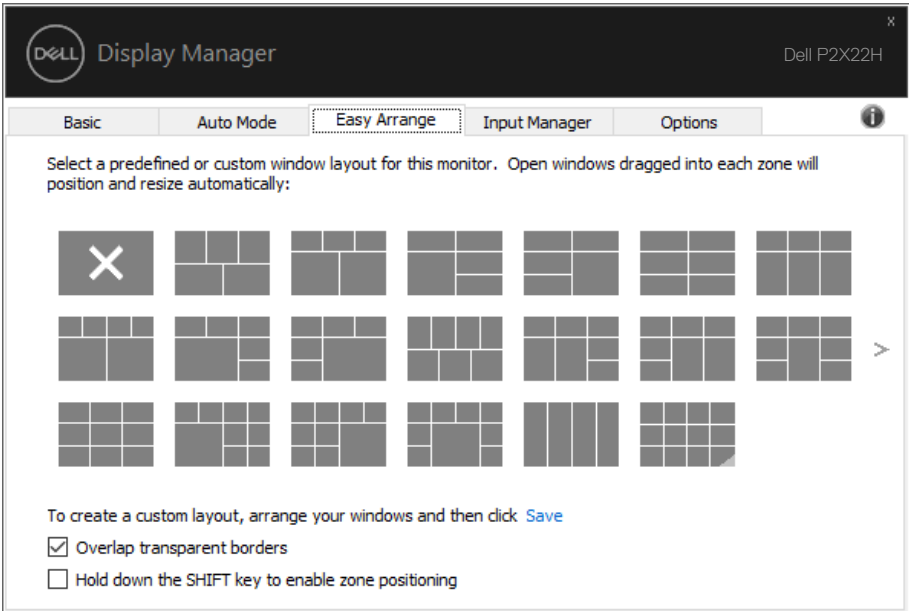 x
DELL Display Manager
Dell P2X22H
Basic Auto Mode Easy Arrange Input Manager Options
Select a predefined or custom window layout for this monitor. Open windows dragged into each zone will
position and resize automatically:
>
To create a custom layout, arrange your windows and then click Save
Overlap transparent borders
Hold down the SHIFT key to enable zone positioning